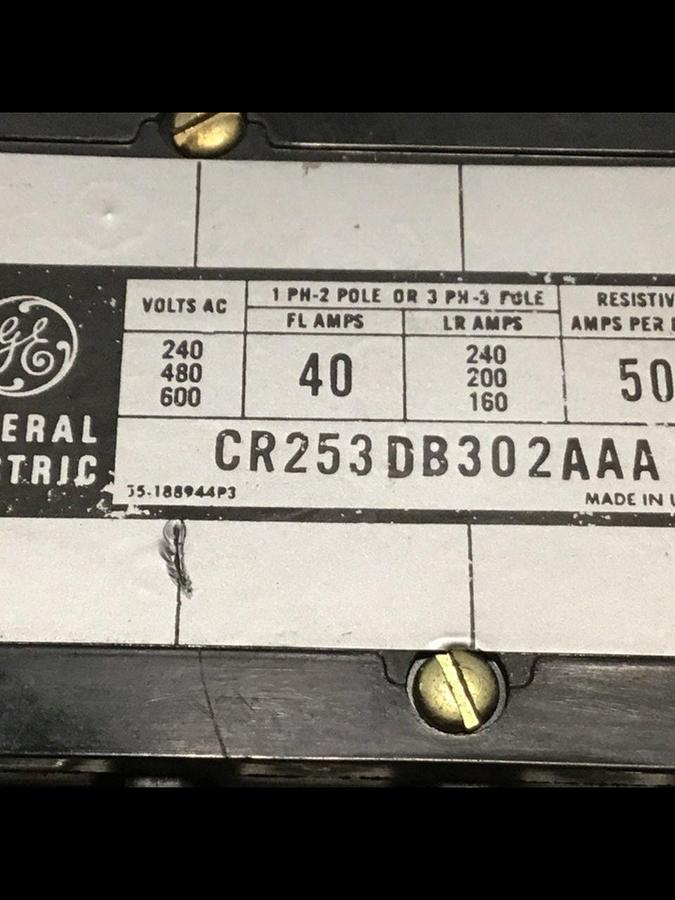 VOLTS AC
1 PH-2 POLE OR 3 PH-3 POLE
RESISTIV
FL AMPS
LR AMPS
AMPS PER
240
480
600
40
240
200
160
50
GE
ERAL
TRIC
CR253DB302AAA
55-188944P3
MADE IN U